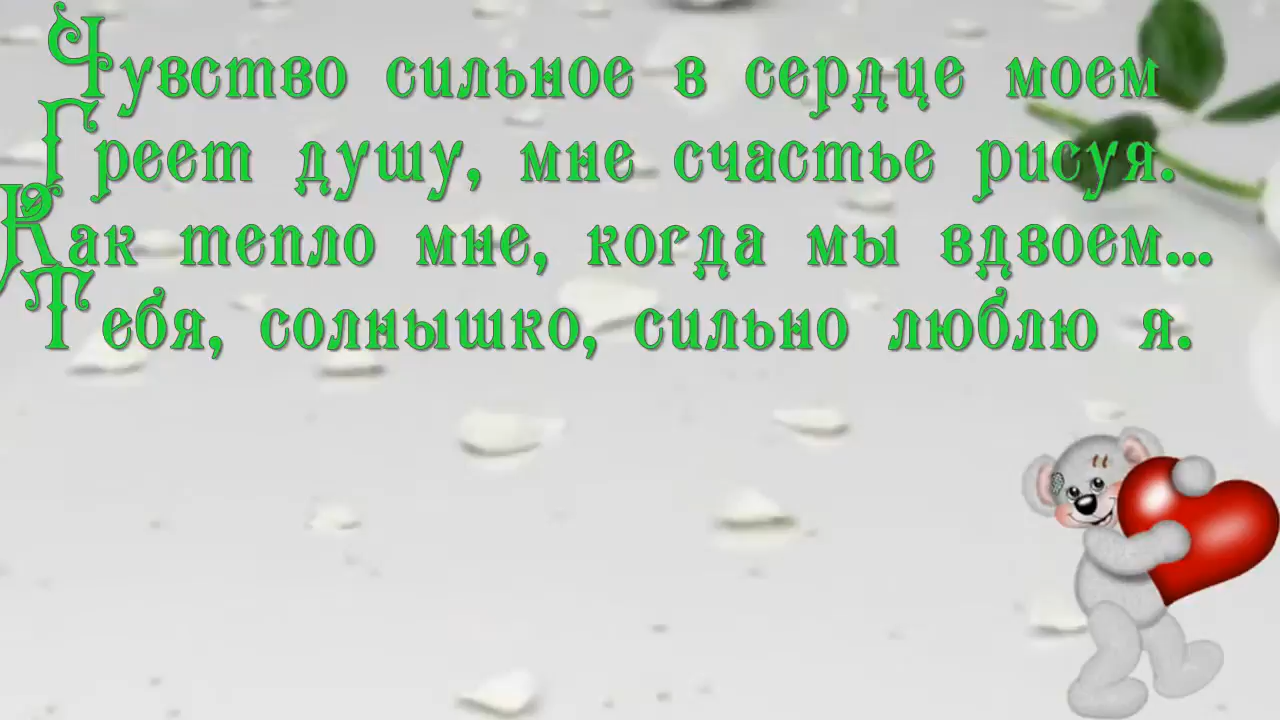 Чувство сильное в сердце моем
Греет душу, мне счастье рисуя.
Как тепло мне, когда мы вдвоем...
Тебя, солнышко, сильно люблю я.